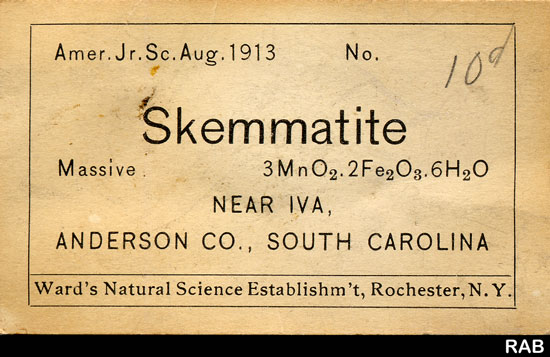 Amer. Jr. Sc. Aug. 1913 No. 10d
Skemmatite
Massive 3MnO₂.2Fe₂O₃.6H₂O
NEAR IVA,
ANDERSON CO., SOUTH CAROLINA
Ward's Natural Science Establishm't, Rochester, N.Y.
RAB